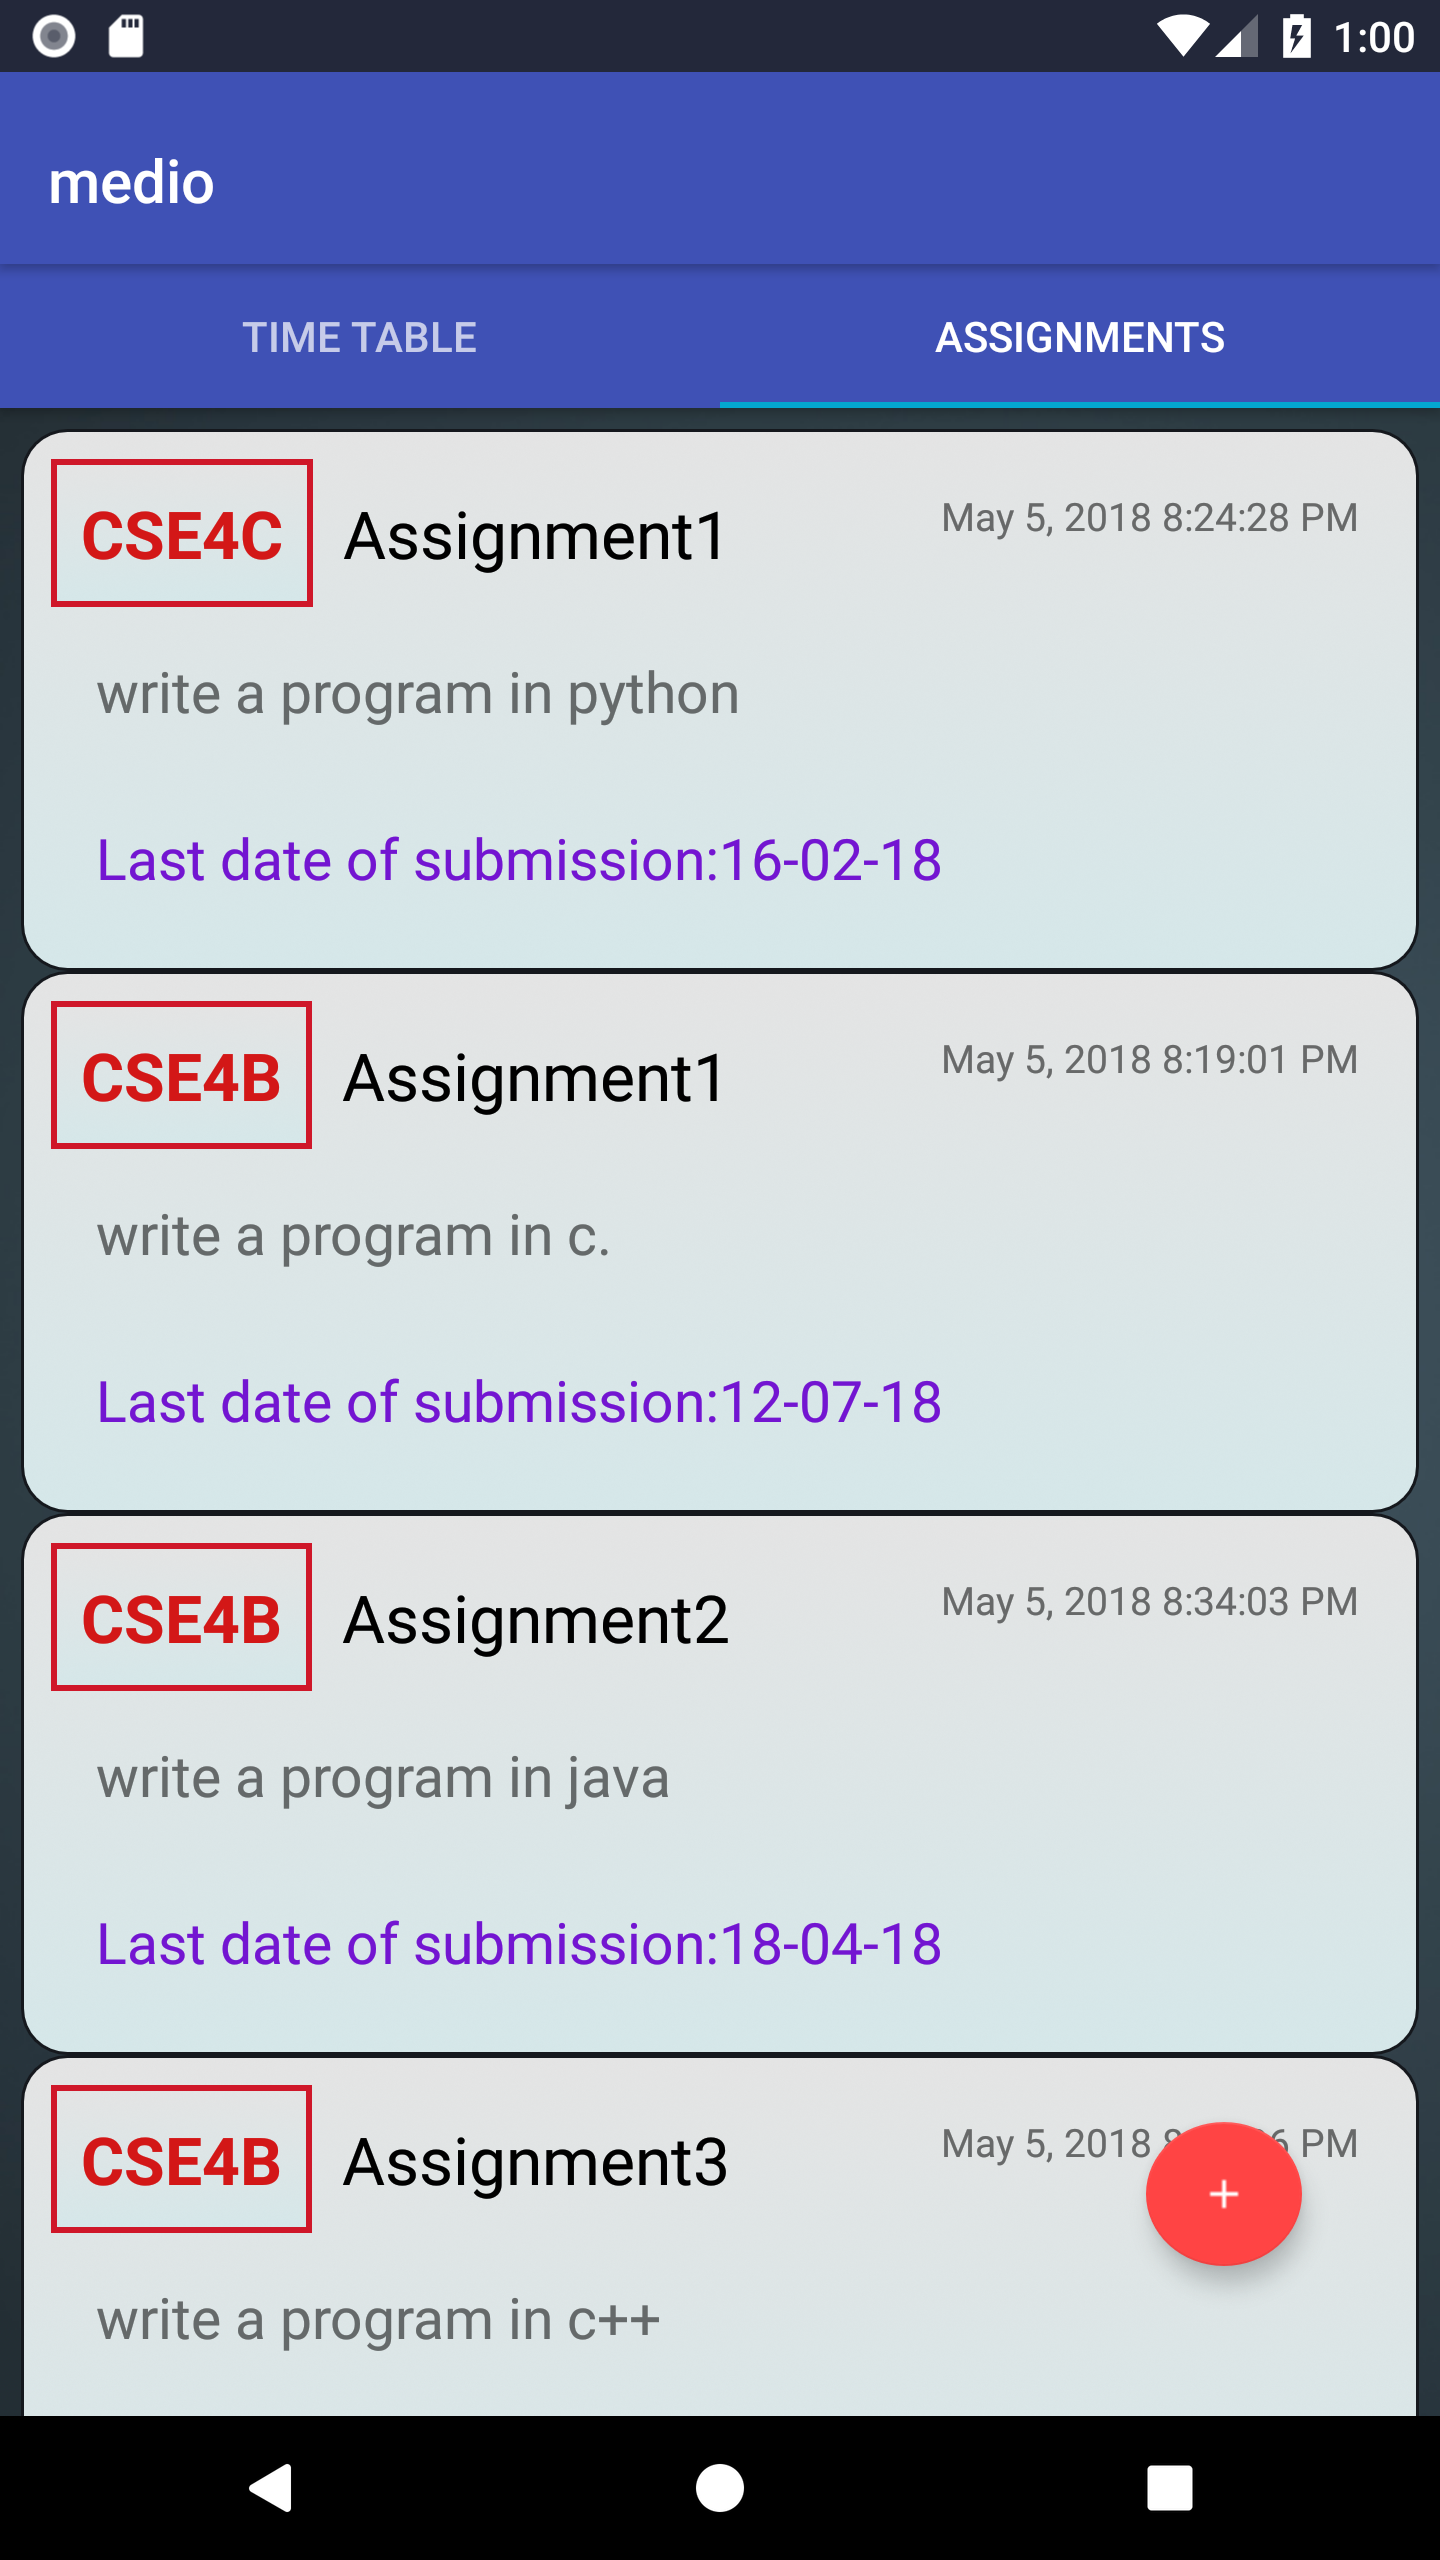 1:00
medio
TIME TABLE ASSIGNMENTS
CSE4C Assignment1 May 5, 2018 8:24:28 PM
write a program in python
Last date of submission:16-02-18
CSE4B Assignment1 May 5, 2018 8:19:01 PM
write a program in c.
Last date of submission:12-07-18
CSE4B Assignment2 May 5, 2018 8:34:03 PM
write a program in java
Last date of submission:18-04-18
CSE4B Assignment3 May 5, 2018 PM
write a program in c++